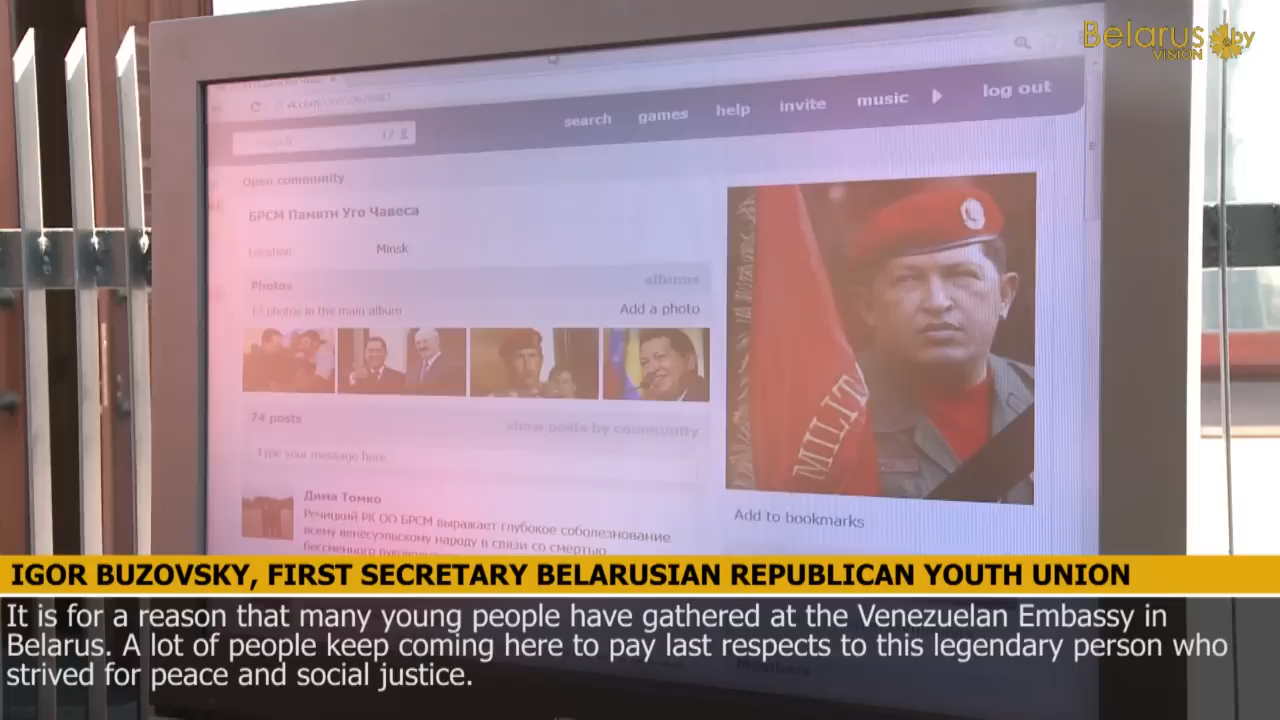 Belarus.by
VISION
search games help invite music log out
Open community
БРСМ Памяти Уго Чавеса
Location: Minsk
Photos albums
photos in the main album Add a photo
74 posts show posts by community
Type your message here
Дима Томко
Речицкий РК ОО БРСМ выражает глубокое соболезнование
всему венесуэльскому народу в связи со смертью
бессменного
MILIT
Add to bookmarks
IGOR BUZOVSKY, FIRST SECRETARY BELARUSIAN REPUBLICAN YOUTH UNION
It is for a reason that many young people have gathered at the Venezuelan Embassy in
Belarus. A lot of people keep coming here to pay last respects to this legendary person who
strived for peace and social justice.